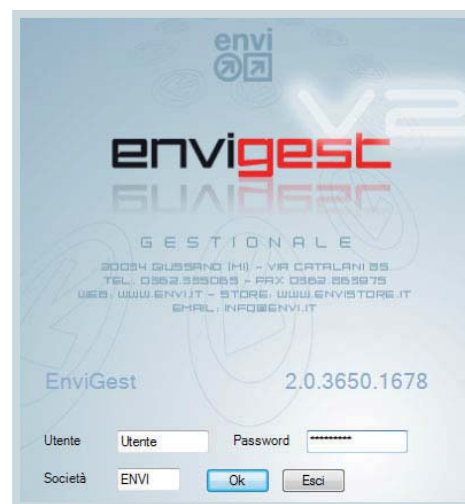 envi
V2
envigest
GESTIONALE
20034 GIUSSANO (MI) - VIA CATALANI 85
TEL. 0362.355065 - FAX 0362.863975
WEB: WWW.ENVI.IT - STORE: WWW.ENVISTORE.IT
EMAIL: INFO@ENVI.IT
EnviGest 2.0.3650.1678
Utente Utente Password *********
Società ENVI Ok Esci